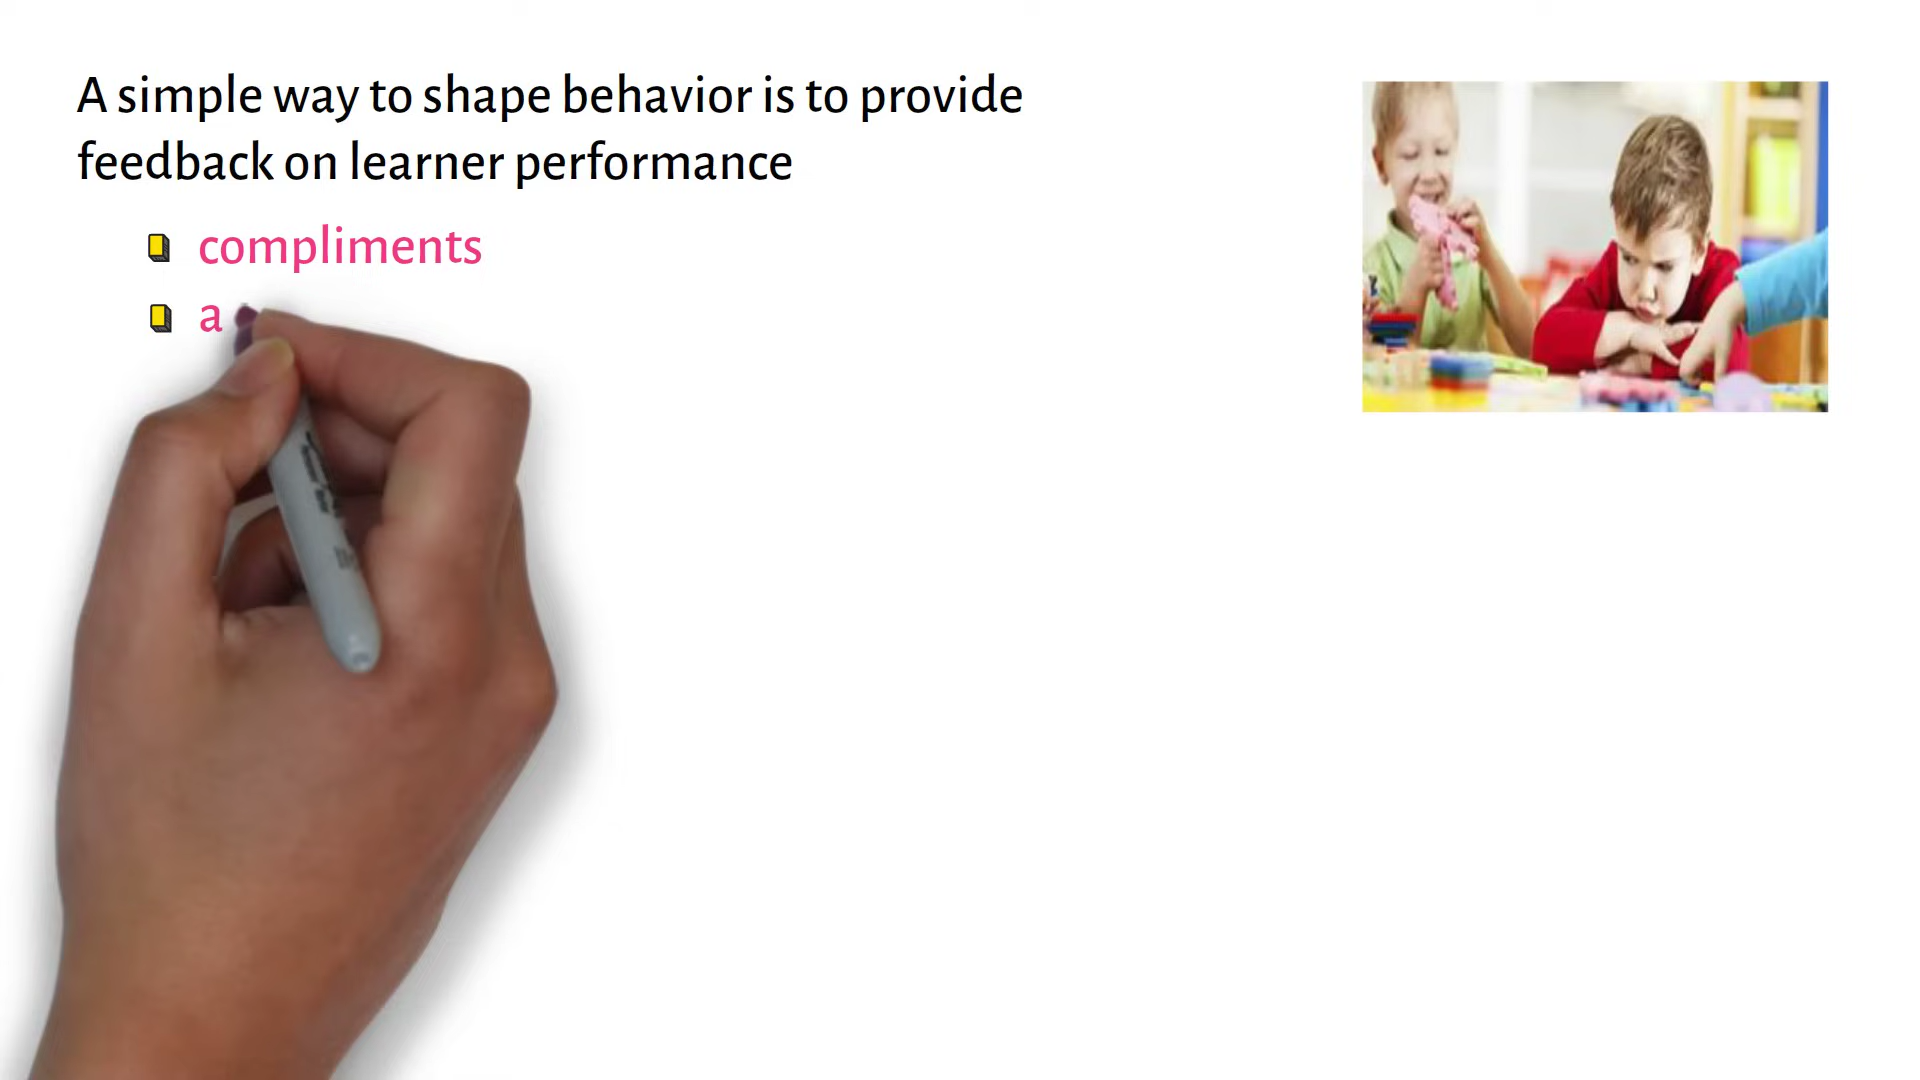 A simple way to shape behavior is to provide
feedback on learner performance
compliments
a